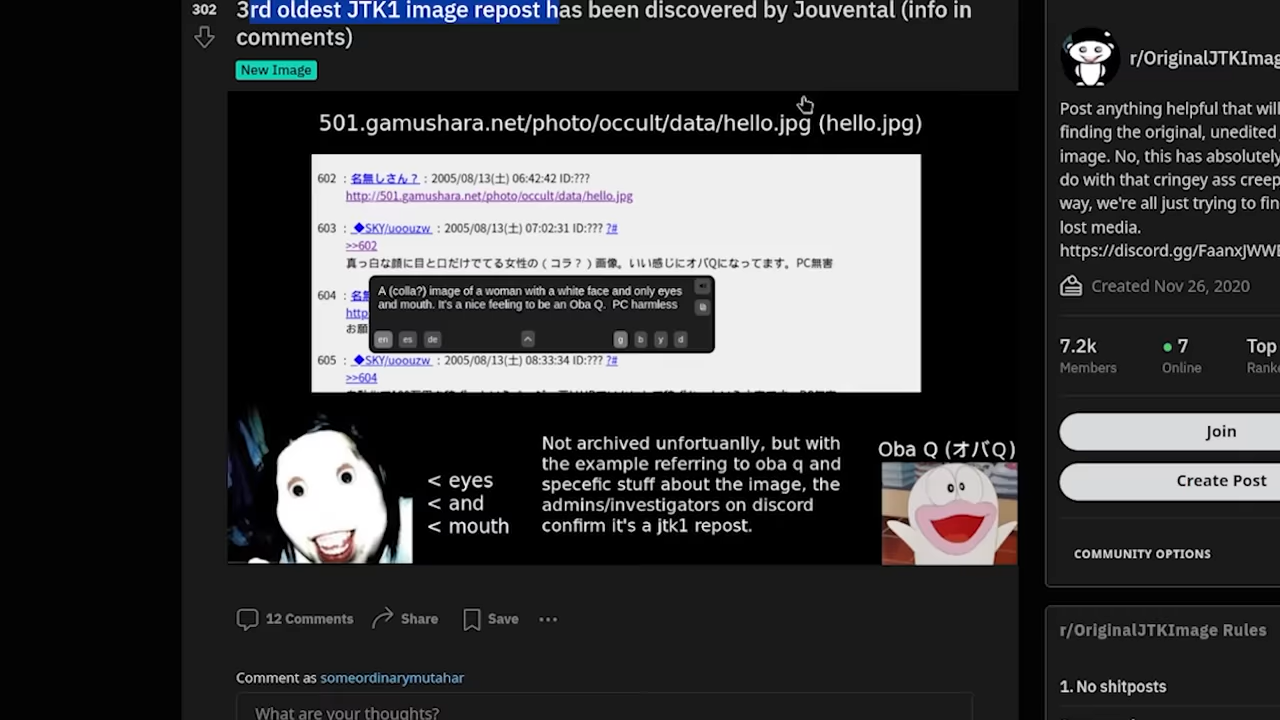 302
3rd oldest JTK1 image repost has been discovered by Jouvental (info in
comments)
New Image
501.gamushara.net/photo/occult/data/hello.jpg (hello.jpg)
602 : 名無しさん? : 2005/08/13(土) 06:42:42 ID:???
http://501.gamushara.net/photo/occult/data/hello.jpg
603 : ◆SKY/uoouzw : 2005/08/13(土) 07:02:31 ID:??? ?#
>>602
真っ白な顔に目と口だけでてる女性の(コラ?)画像。いい感じにオバQになってます。PC無害
A (colla?) image of a woman with a white face and only eyes
and mouth. It's a nice feeling to be an Oba Q. PC harmless
604 : 名無
http
お願
en es de g b y d
605 : ◆SKY/uoouzw : 2005/08/13(土) 08:33:34 ID:??? ?#
>>604
< eyes
< and
< mouth
Not archived unfortuanlly, but with
the example referring to oba q and
specefic stuff about the image, the
admins/investigators on discord
confirm it's a jtk1 repost.
Oba Q (オバQ)
12 Comments Share Save
Comment as someordinarymutahar
What are your thoughts?
r/OriginalJTKImag
Post anything helpful that will
finding the original, unedited
image. No, this has absolutely
do with that cringey ass creep
way, we're all just trying to fin
lost media.
https://discord.gg/FaanxJWWE
Created Nov 26, 2020
7.2k 7 Top
Members Online Ranke
Join
Create Post
COMMUNITY OPTIONS
r/OriginalJTKImage Rules
1. No shitposts